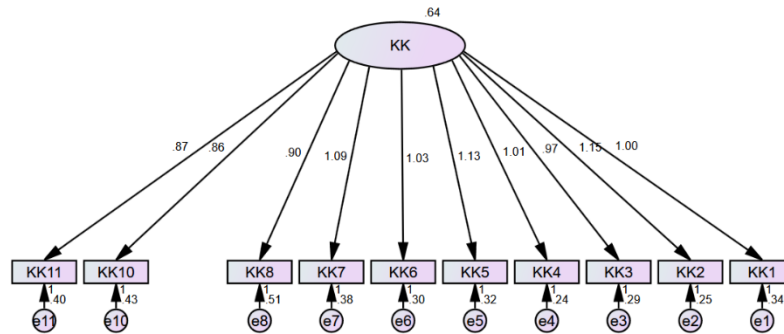 .64
KK
.87 .86 .90 1.09 1.03 1.13 1.01 .97 1.15 1.00
KK11 KK10 KK8 KK7 KK6 KK5 KK4 KK3 KK2 KK1
1 1 1 1 1 1 1 1 1 1
.40 .43 .51 .38 .30 .32 .24 .29 .25 .34
e11 e10 e8 e7 e6 e5 e4 e3 e2 e1